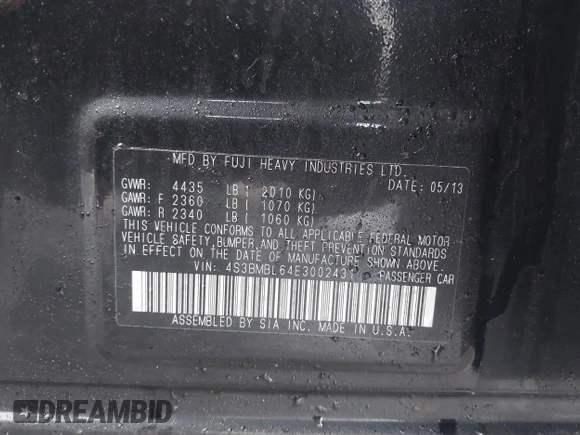 MFD BY FUJI HEAVY INDUSTRIES LTD.
GVWR: 4435 LB ( 2010 KG) DATE: 05/13
GAWR: F 2360 LB ( 1070 KG)
GAWR: R 2340 LB ( 1060 KG)
THIS VEHICLE CONFORMS TO ALL APPLICABLE FEDERAL MOTOR
VEHICLE SAFETY, BUMPER, AND THEFT PREVENTION STANDARDS
IN EFFECT ON THE DATE OF MANUFACTURE SHOWN ABOVE.
VIN: 4S3BMBL64E3002431 PASSENGER CAR
ASSEMBLED BY SIA INC. MADE IN U.S.A.
DREAMBID